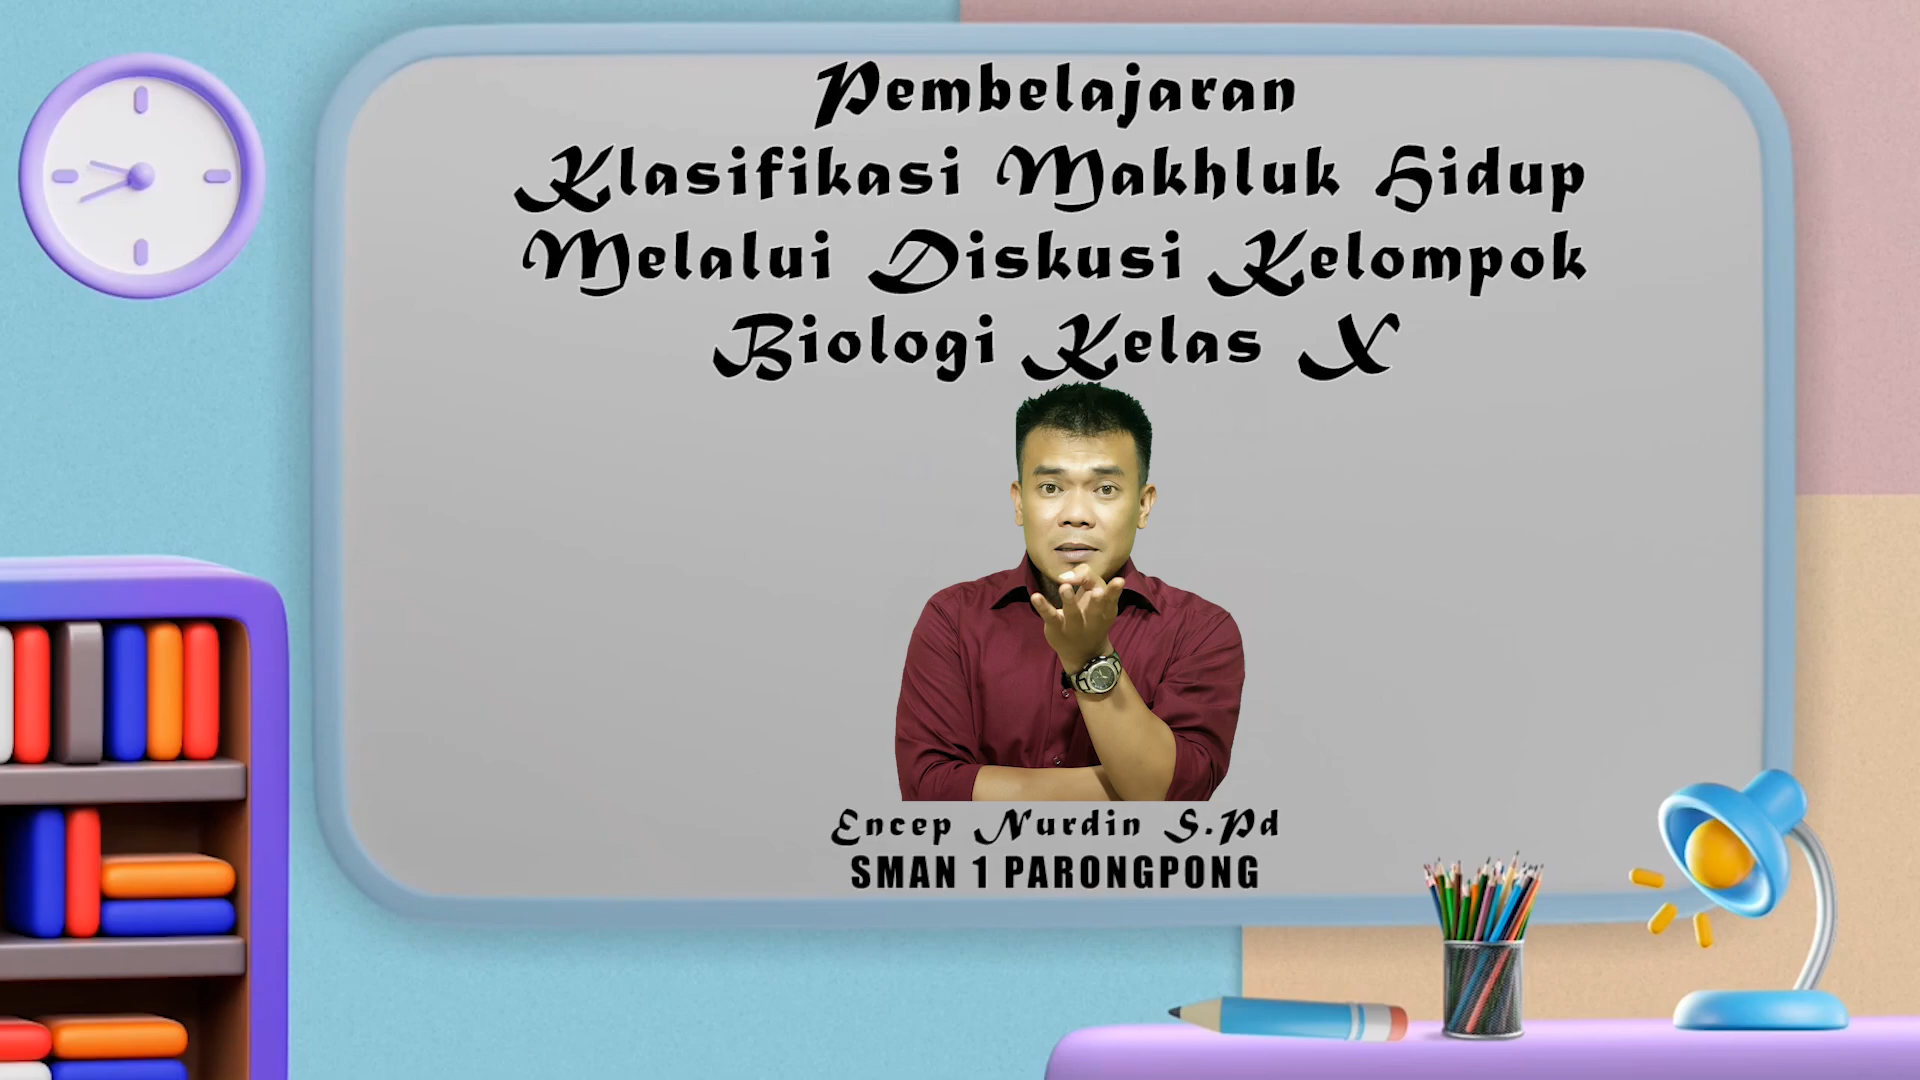 Pembelajaran
Klasifikasi Makhluk Hidup
Melalui Diskusi Kelompok
Biologi Kelas X
Encep Nurdin S.Pd
SMAN 1 PARONGPONG